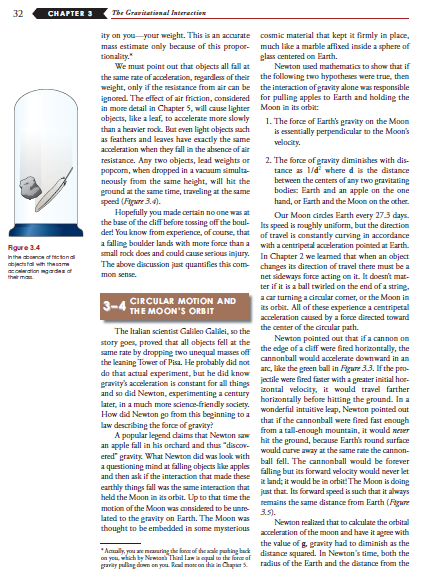 32 CHAPTER 3 The Gravitational Interaction
ity on you—your weight. This is an accurate
mass estimate only because of this propor-
tionality.*
We must point out that objects all fall at
the same rate of acceleration, regardless of their
weight, only if the resistance from air can be
ignored. The effect of air friction, considered
in more detail in Chapter 5, will cause lighter
objects, like a leaf, to accelerate more slowly
than a heavier rock. But even light objects such
as feathers and leaves have exactly the same
acceleration when they fall in the absence of air
resistance. Any two objects, lead weights or
popcorn, when dropped in a vacuum simulta-
neously from the same height, will hit the
ground at the same time, traveling at the same
speed (Figure 3.4).
Hopefully you made certain no one was at
the base of the cliff before tossing off the boul-
der! You know from experience, of course, that
a falling boulder lands with more force than a
small rock does and could cause serious injury.
The above discussion just quantifies this com-
mon sense.
Figure 3.4
In the absence of friction all
objects fall with the same
acceleration regardless of
their mass.
3–4 CIRCULAR MOTION AND
THE MOON'S ORBIT
The Italian scientist Galileo Galilei, so the
story goes, proved that all objects fell at the
same rate by dropping two unequal masses off
the leaning Tower of Pisa. He probably did not
do that actual experiment, but he did know
gravity's acceleration is constant for all things
and so did Newton, experimenting a century
later, in a much more science-friendly society.
How did Newton go from this beginning to a
law describing the force of gravity?
A popular legend claims that Newton saw
an apple fall in his orchard and thus "discov-
ered" gravity. What Newton did was look with
a questioning mind at falling objects like apples
and then ask if the interaction that made these
earthly things fall was the same interaction that
held the Moon in its orbit. Up to that time the
motion of the Moon was considered to be unre-
lated to the gravity on Earth. The Moon was
thought to be embedded in some mysterious
* Actually, you are measuring the force of the scale pushing back
on you, which by Newton's Third Law is equal to the force of
gravity pulling down on you. Read more on this in Chapter 5.
cosmic material that kept it firmly in place,
much like a marble affixed inside a sphere of
glass centered on Earth.
Newton used mathematics to show that if
the following two hypotheses were true, then
the interaction of gravity alone was responsible
for pulling apples to Earth and holding the
Moon in its orbit:
1. The force of Earth's gravity on the Moon
is essentially perpendicular to the Moon's
velocity.
2. The force of gravity diminishes with dis-
tance as 1/d² where d is the distance
between the centers of any two gravitating
bodies: Earth and an apple on the one
hand, or Earth and the Moon on the other.
Our Moon circles Earth every 27.3 days.
Its speed is roughly uniform, but the direction
of travel is constantly curving in accordance
with a centripetal acceleration pointed at Earth.
In Chapter 2 we learned that when an object
changes its direction of travel there must be a
net sideways force acting on it. It doesn't mat-
ter if it is a ball twirled on the end of a string,
a car turning a circular corner, or the Moon in
its orbit. All of these experience a centripetal
acceleration caused by a force directed toward
the center of the circular path.
Newton pointed out that if a cannon on
the edge of a cliff were fired horizontally, the
cannonball would accelerate downward in an
arc, like the green ball in Figure 3.3. If the pro-
jectile were fired faster with a greater initial hor-
izontal velocity, it would travel farther
horizontally before hitting the ground. In a
wonderful intuitive leap, Newton pointed out
that if the cannonball were fired fast enough
from a tall-enough mountain, it would never
hit the ground, because Earth's round surface
would curve away at the same rate the cannon-
ball fell. The cannonball would be forever
falling but its forward velocity would never let
it land; it would be in orbit! The Moon is doing
just that. Its forward speed is such that it always
remains the same distance from Earth (Figure
3.5).
Newton realized that to calculate the orbital
acceleration of the moon and have it agree with
the value of g, gravity had to diminish as the
distance squared. In Newton's time, both the
radius of the Earth and the distance from the